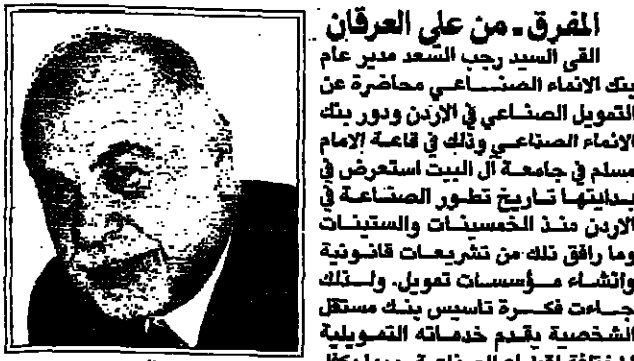 المفرق ـ من علي العرقان
القى السيد رجب السعد مدير عام
بنك الانماء الصناعي محاضرة عن
التمويل الصناعي في الاردن ودور بنك
الانماء الصناعي وذلك في قاعة الامام
مسلم في جامعة آل البيت استعرض في
بدايتها تاريخ تطور الصناعة في
الاردن منذ الخمسينات والستينات
وما رافق ذلك من تشريعات قانونية
وانشاء مؤسسات تمويل. ولذلك
جاءت فكرة تاسيس بنك مستقل
الشخصية يقدم خدماته التمويلية